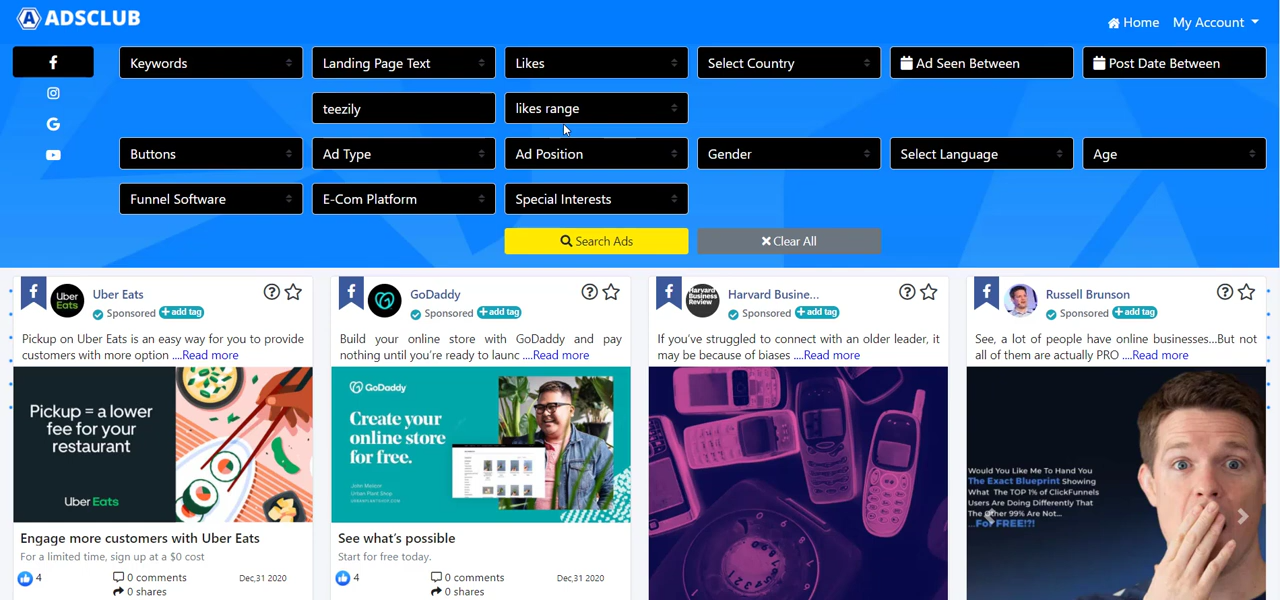 ADSCLUB
Home My Account
Keywords Landing Page Text Likes Select Country Ad Seen Between Post Date Between
teezily likes range
Buttons Ad Type Ad Position Gender Select Language Age
Funnel Software E-Com Platform Special Interests
Search Ads Clear All
Uber Eats
Uber Eats
Sponsored +add tag
Pickup on Uber Eats is an easy way for you to provide
customers with more option ....Read more
Pickup = a lower
fee for your
restaurant
Uber Eats
Engage more customers with Uber Eats
For a limited time, sign up at a $0 cost
4 0 comments Dec,31 2020
0 shares
GoDaddy
Sponsored +add tag
Build your online store with GoDaddy and pay
nothing until you're ready to launc ....Read more
GoDaddy
Create your
online store
for free.
See what's possible
Start for free today.
4 0 comments Dec,31 2020
0 shares
Harvard
Business
Review
Harvard Busine...
Sponsored +add tag
If you've struggled to connect with an older leader, it
may be because of biases ....Read more
Russell Brunson
Sponsored +add tag
See, a lot of people have online businesses...But not
all of them are actually PRO ....Read more
Would You Like Me To Hand You
The Exact Blueprint Showing
What The TOP 1% of ClickFunnels
Users Are Doing Differently That
The Other 99% Are Not...
...For FREE?!